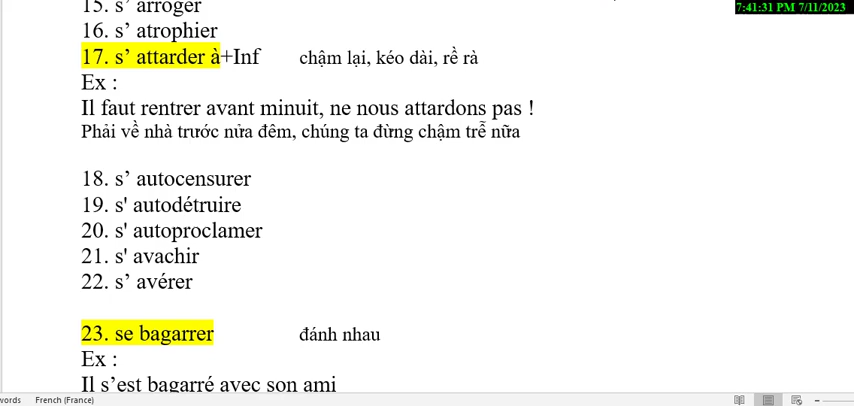 7:41:31 PM 7/11/2023
15. s’ arroger
16. s’ atrophier
17. s’ attarder à+Inf chậm lại, kéo dài, rề rà
Ex :
Il faut rentrer avant minuit, ne nous attardons pas !
Phải về nhà trước nửa đêm, chúng ta đừng chậm trễ nữa
18. s’ autocensurer
19. s' autodétruire
20. s' autoproclamer
21. s' avachir
22. s’ avérer
23. se bagarrer đánh nhau
Ex :
Il s’est bagarré avec son ami
words French (France)